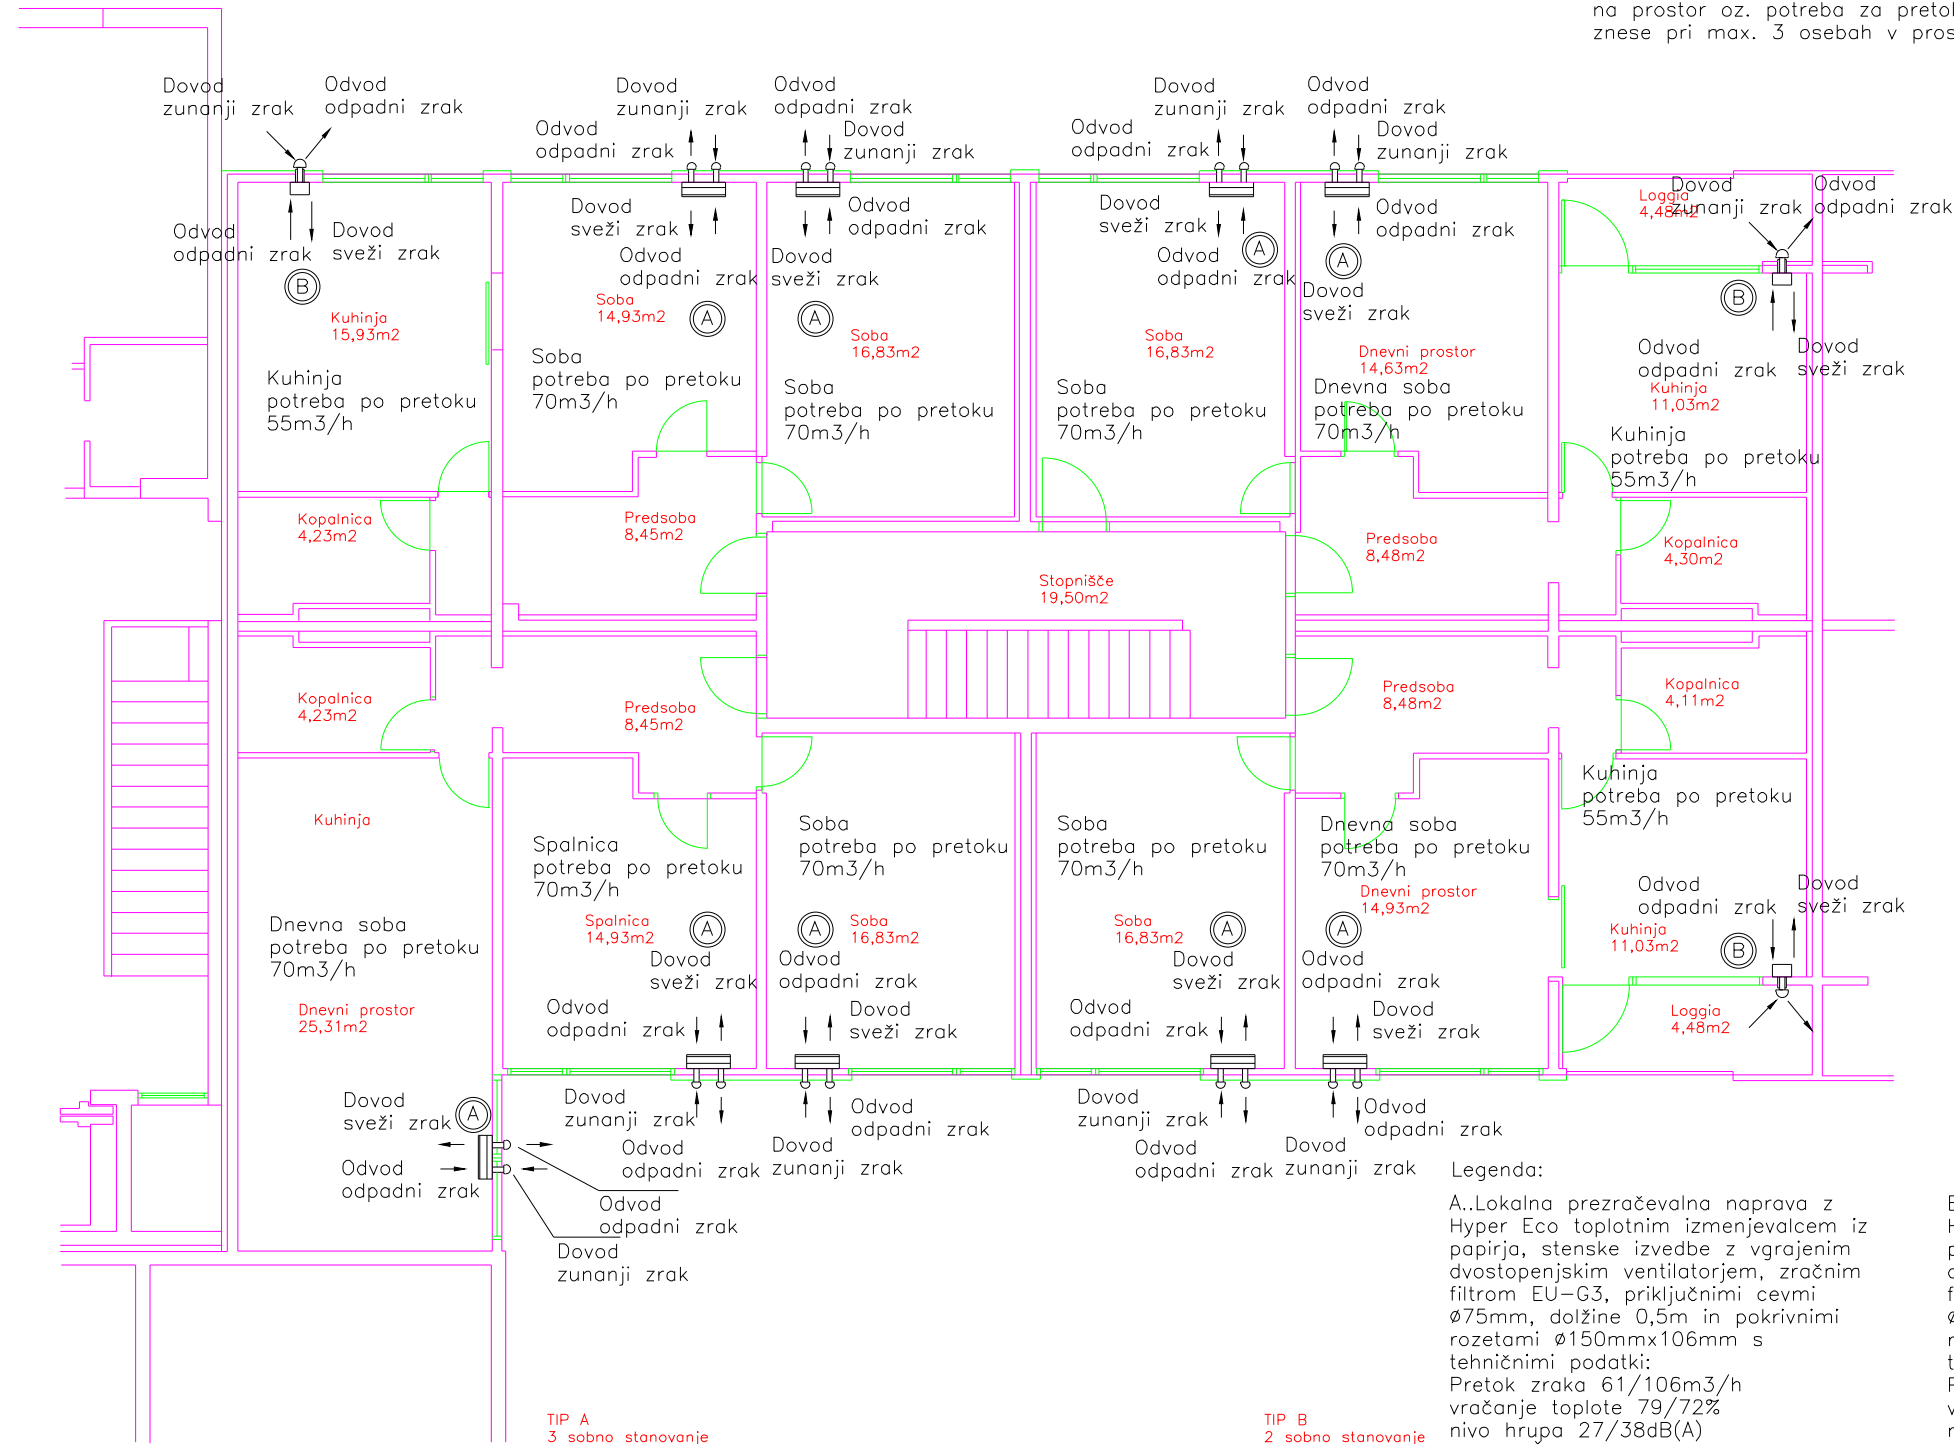 na prostor oz. potreba za
znese pri max. 3 osebah v
Dovod
zunanji zrak
Odvod
odpadni zrak
Dovod
zunanji zrak
Odvod
odpadni zrak
Dovod
zunanji zrak
Odvod
odpadni zrak
Odvod
odpadni zrak
Dovod
zunanji zrak
Odvod
odpadni zrak
Dovod
zunanji zrak
Odvod
odpadni zrak
Dovod
sveži zrak
B
Kuhinja
15,93m2
Kuhinja
potreba po pretoku
55m3/h
Dovod
sveži zrak
Odvod
odpadni zrak
Soba
14,93m2
A
Soba
potreba po pretoku
70m3/h
Odvod
odpadni zrak
Dovod
sveži zrak
A
Soba
16,83m2
Soba
potreba po pretoku
70m3/h
Dovod
sveži zrak
Odvod
odpadni zrak
A
Soba
16,83m2
Soba
potreba po pretoku
70m3/h
Odvod
odpadni zrak
A
Dovod
sveži zrak
Dnevni prostor
14,63m2
Dnevna soba
potreba po pretoku
70m3/h
Loggia
4,48m2
Dovod
zunanji zrak
Odvod
odpadni zrak
B
Odvod
odpadni zrak
Dovod
sveži zrak
Kuhinja
11,03m2
Kuhinja
potreba po pretoku
55m3/h
Kopalnica
4,23m2
Predsoba
8,45m2
Stopnišče
19,50m2
Predsoba
8,48m2
Kopalnica
4,30m2
Kopalnica
4,23m2
Predsoba
8,45m2
Predsoba
8,48m2
Kopalnica
4,11m2
Kuhinja
Dnevna soba
potreba po pretoku
70m3/h
Dnevni prostor
25,31m2
Spalnica
potreba po pretoku
70m3/h
Spalnica
14,93m2
A
Dovod
sveži zrak
Odvod
odpadni zrak
Soba
potreba po pretoku
70m3/h
A
Soba
16,83m2
Odvod
odpadni zrak
Dovod
sveži zrak
Soba
potreba po pretoku
70m3/h
Soba
16,83m2
A
Dovod
sveži zrak
Odvod
odpadni zrak
Dnevna soba
potreba po pretoku
70m3/h
Dnevni prostor
14,93m2
A
Odvod
odpadni zrak
Dovod
sveži zrak
Kuhinja
potreba po pretoku
55m3/h
Odvod
odpadni zrak
Dovod
sveži zrak
Kuhinja
11,03m2
B
Loggia
4,48m2
Dovod
sveži zrak
A
Odvod
odpadni zrak
Odvod
odpadni zrak
Dovod
zunanji zrak
Dovod
zunanji zrak
Odvod
odpadni zrak
Dovod
zunanji zrak
Odvod
odpadni zrak
Dovod
zunanji zrak
Odvod
odpadni zrak
Dovod
zunanji zrak
Odvod
odpadni zrak
Legenda:
A..Lokalna prezračevalna naprava z
Hyper Eco toplotnim izmenjevalcem iz
papirja, stenske izvedbe z vgrajenim
dvostopenjskim ventilatorjem, zračnim
filtrom EU-G3, priključnimi cevmi
ø75mm, dolžine 0,5m in pokrivnimi
rozetami ø150mmx106mm s
tehničnimi podatki:
Pretok zraka 61/106m3/h
vračanje toplote 79/72%
nivo hrupa 27/38dB(A)
TIP A
3 sobno stanovanje
TIP B
2 sobno stanovanje